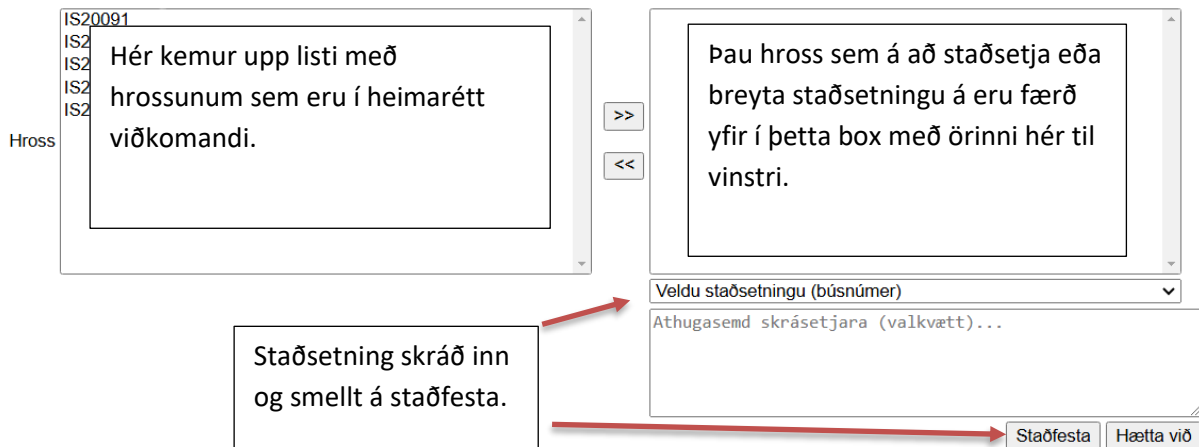 IS20091
IS2
IS2
IS2
IS2
Hross
Hér kemur upp listi með
hrossunum sem eru í heimarétt
viðkomandi.
>>
<<
Þau hross sem á að staðsetja eða
breyta staðsetningu á eru færð
yfir í þetta box með örinni hér til
vinstri.
Veldu staðsetningu (búsnúmer)
Athugasemd skrásetjara (valkvætt)...
Staðsetning skráð inn
og smellt á staðfesta.
Staðfesta
Hætta við